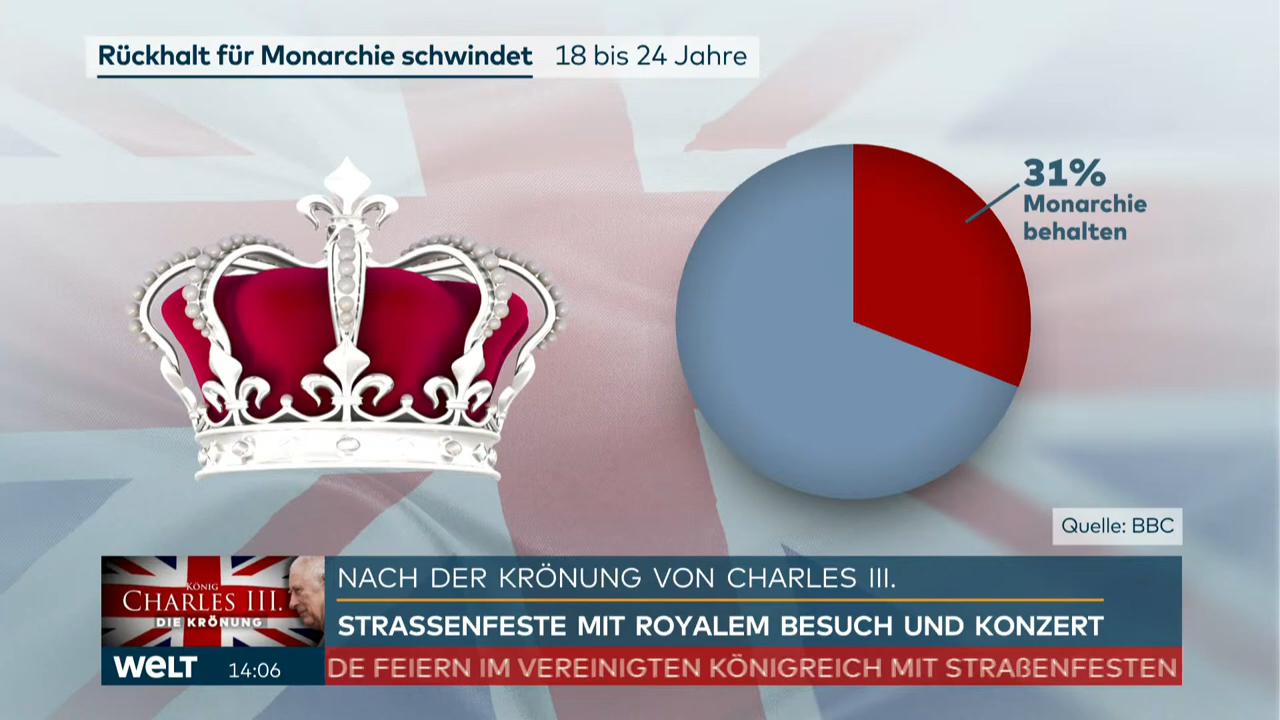 Rückhalt für Monarchie schwindet 18 bis 24 Jahre
31%
Monarchie
behalten
Quelle: BBC
KÖNIG
CHARLES III.
DIE KRÖNUNG
NACH DER KRÖNUNG VON CHARLES III.
STRASSENFESTE MIT ROYALEM BESUCH UND KONZERT
welt 14:06
DE FEIERN IM VEREINIGTEN KÖNIGREICH MIT STRAßENFESTEN